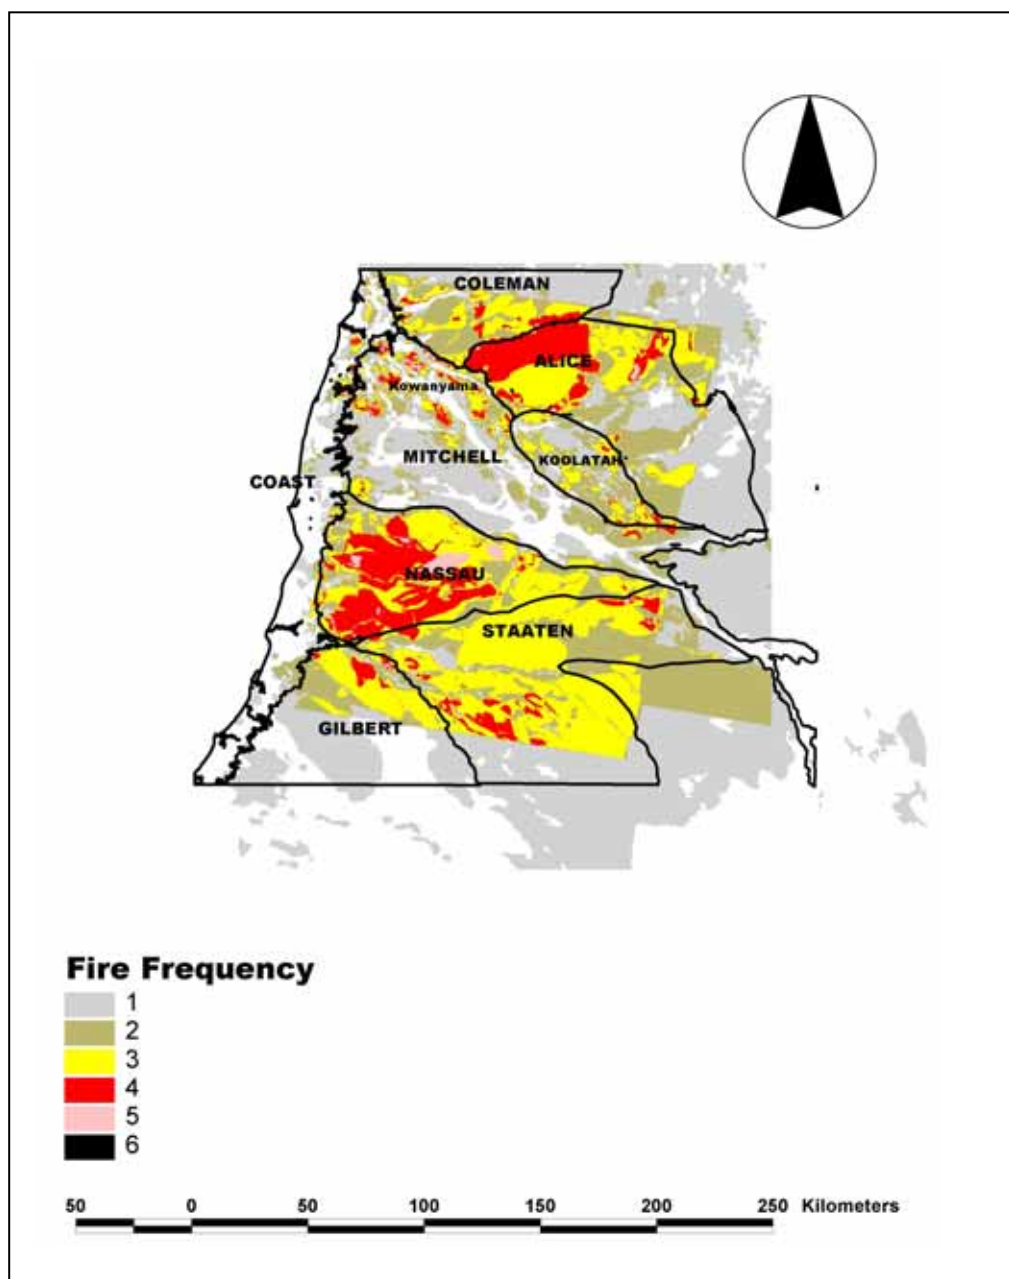 COLEMAN
ALICE
Kowanyama
MITCHELL
KOOLATAH
COAST
NASSAU
STAATEN
GILBERT
Fire Frequency
1
2
3
4
5
6
50 0 50 100 150 200 250 Kilometers